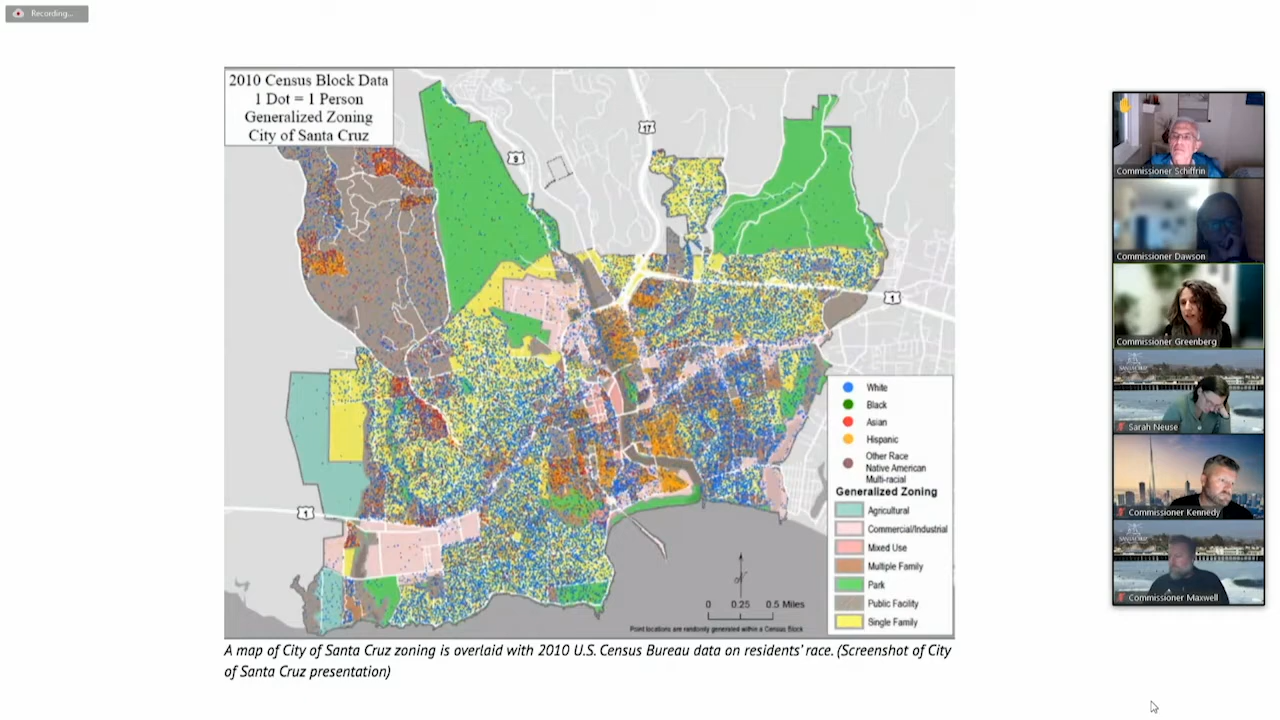 Recording...
2010 Census Block Data
1 Dot = 1 Person
Generalized Zoning
City of Santa Cruz
9
17
1
1
White
Black
Asian
Hispanic
Other Race
Native American
Multi-racial
Generalized Zoning
Agricultural
Commercial/Industrial
Mixed Use
Multiple Family
Park
Public Facility
Single Family
0 0.25 0.5 Miles
Point locations are randomly generated within a Census Block
A map of City of Santa Cruz zoning is overlaid with 2010 U.S. Census Bureau data on residents' race. (Screenshot of City
of Santa Cruz presentation)
Commissioner Schiffrin
Commissioner Dawson
Commissioner Greenberg
Sarah Neuse
Commissioner Kennedy
Commissioner Maxwell